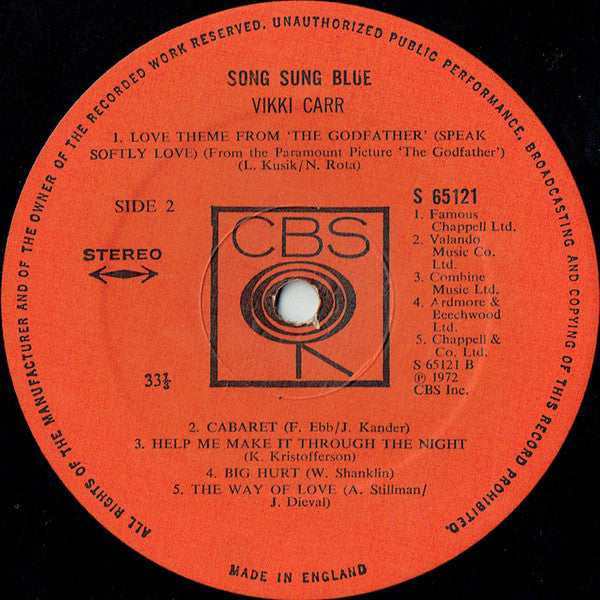 ALL RIGHTS OF THE MANUFACTURER AND OF THE OWNER OF THE RECORDED WORK RESERVED. UNAUTHORIZED PUBLIC PERFORMANCE, BROADCASTING AND COPYING OF THIS RECORD PROHIBITED.
SONG SUNG BLUE
VIKKI CARR
1. LOVE THEME FROM 'THE GODFATHER' (SPEAK
SOFTLY LOVE) (From the Paramount Picture 'The Godfather')
(L. Kusik/N. Rota)
SIDE 2
STEREO
33⅓
CBS
S 65121
1. Famous
Chappell Ltd.
2. Valando
Music Co.
Ltd.
3. Combine
Music Ltd.
4. Ardmore &
Beechwood
Ltd.
5. Chappell &
Co. Ltd.
S 65121 B
℗ 1972
CBS Inc.
2. CABARET (F. Ebb/J. Kander)
3. HELP ME MAKE IT THROUGH THE NIGHT
(K. Kristofferson)
4. BIG HURT (W. Shanklin)
5. THE WAY OF LOVE (A. Stillman/
J. Dieval)
MADE IN ENGLAND